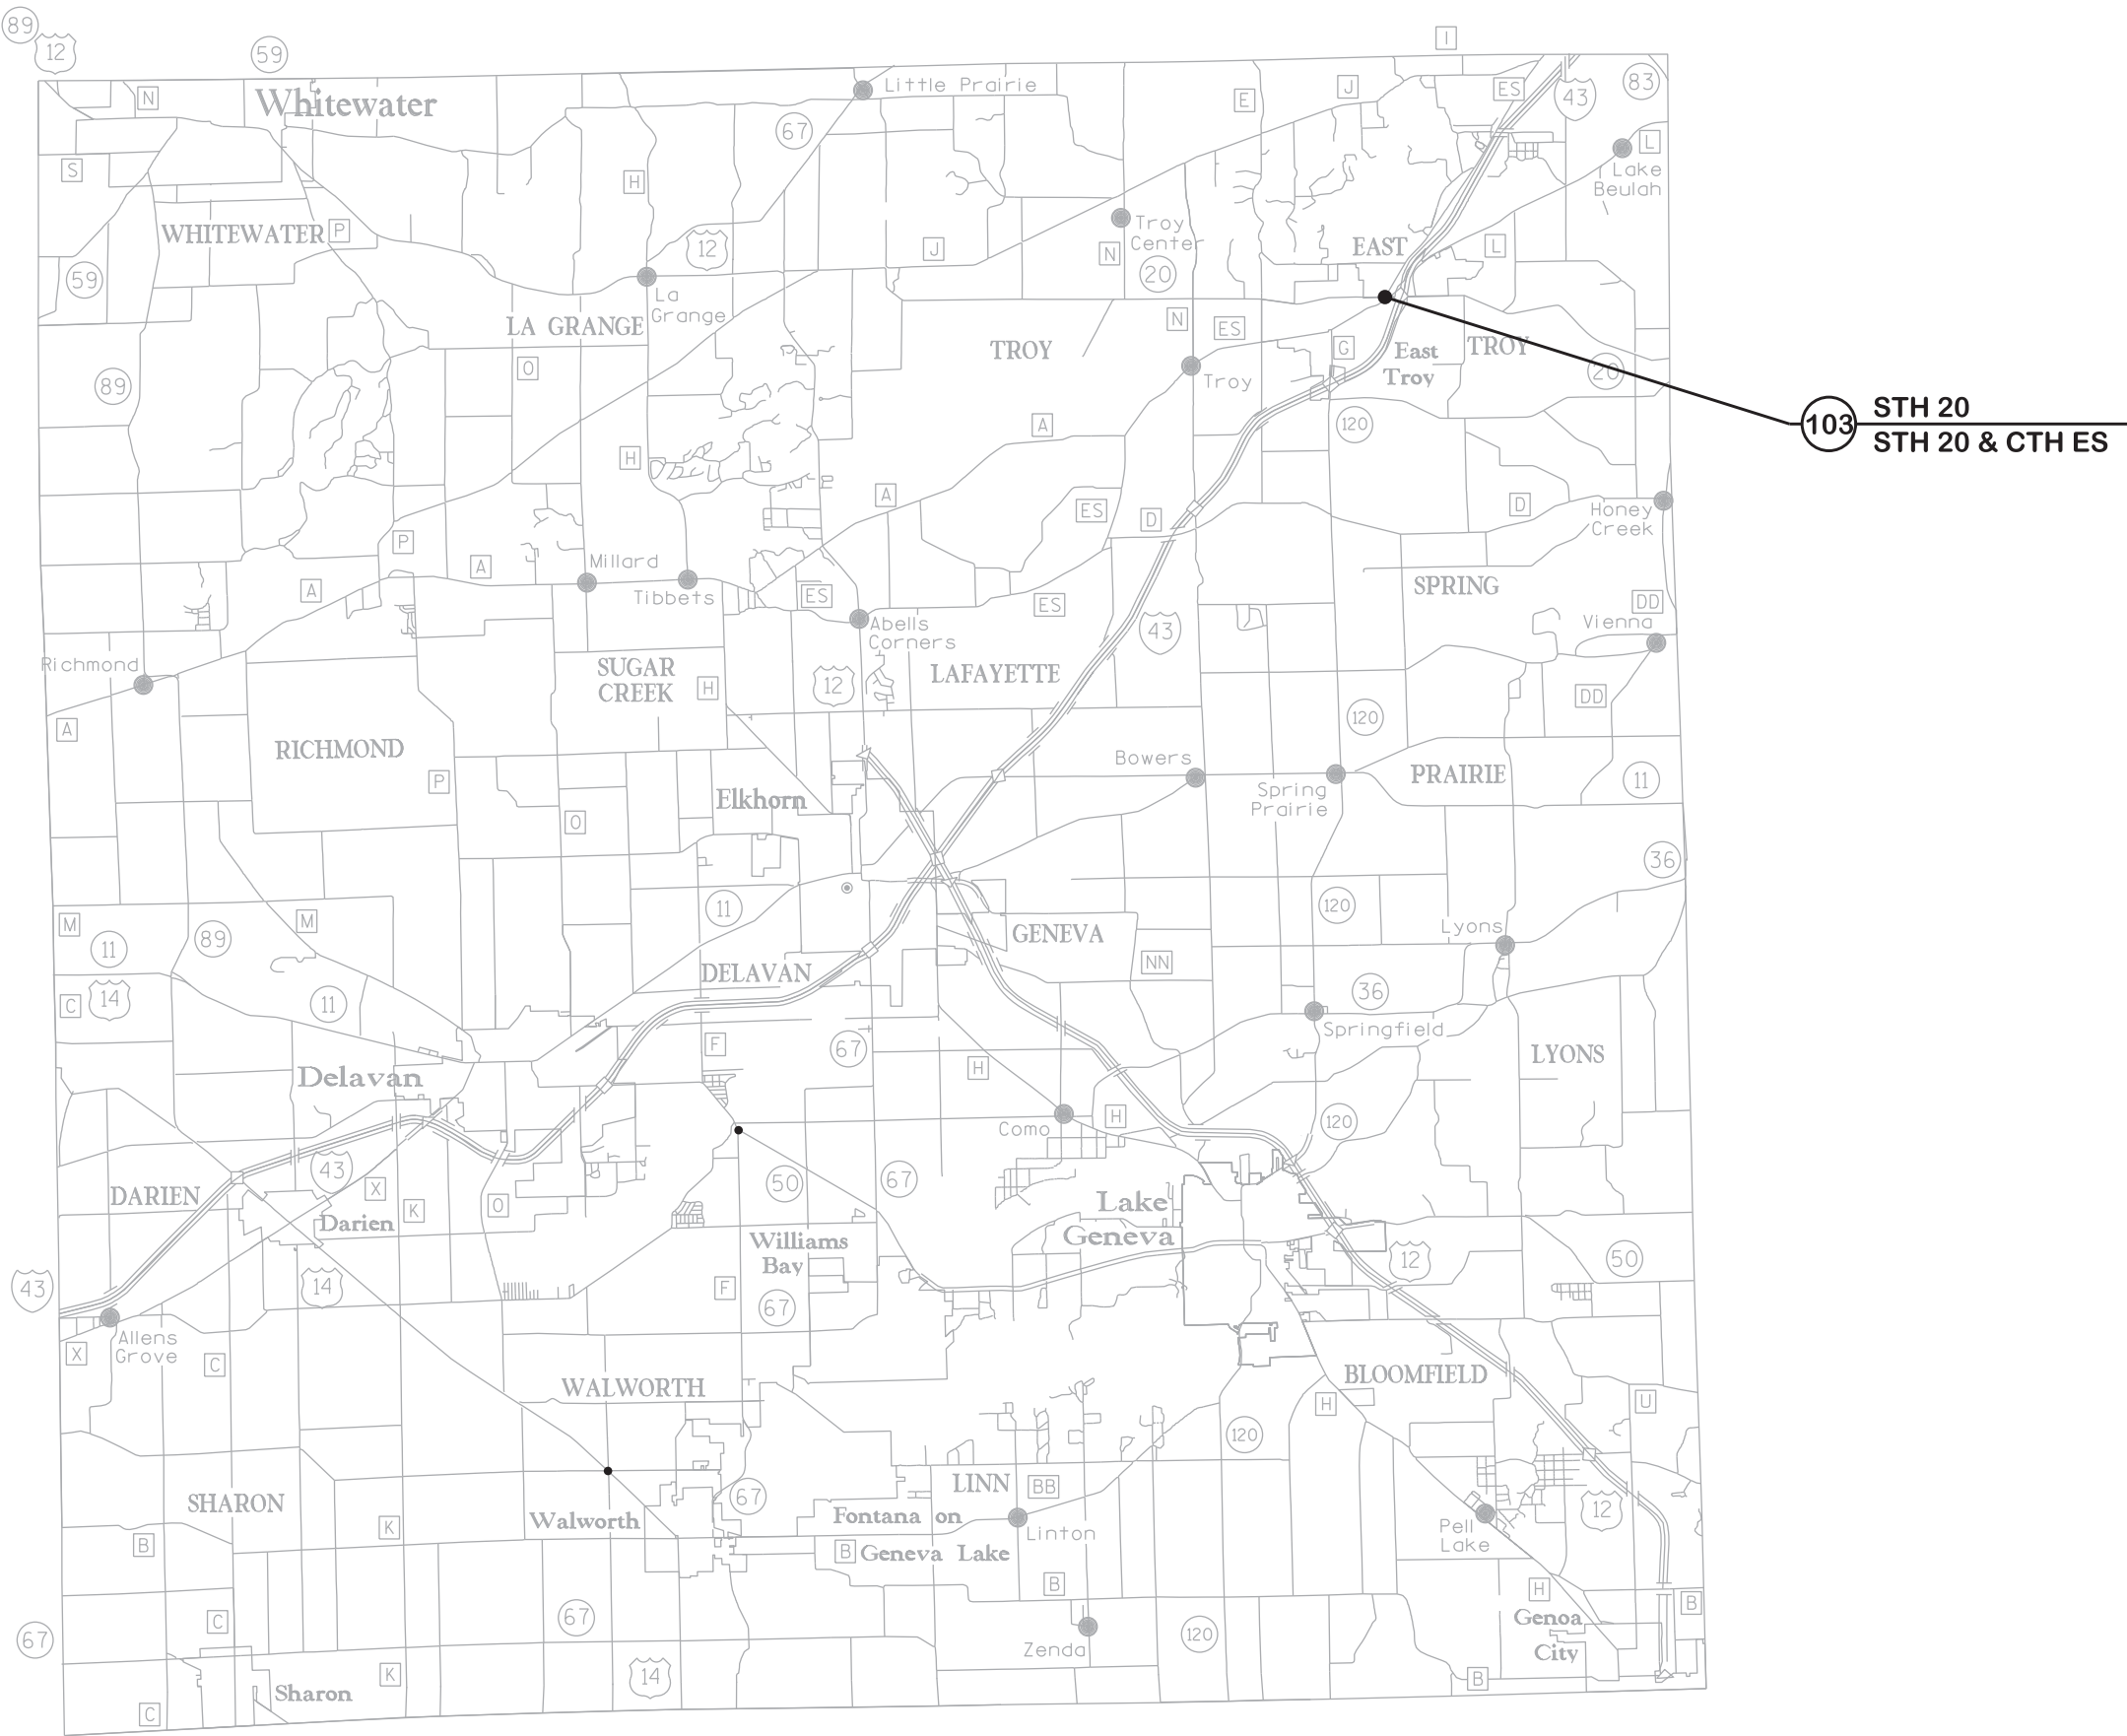 89
12
59
I
N
Whitewater
Little Prairie
67
E
J
ES
43
83
S
H
L
Lake
Beulah
WHITEWATER
P
12
J
Troy
Center
N
20
EAST
L
59
La
Grange
LA GRANGE
O
N
ES
TROY
G
East
Troy
TROY
20
89
Troy
103
STH 20
STH 20 & CTH ES
A
120
H
A
ES
D
D
Honey
Creek
P
A
Millard
Tibbets
A
ES
ES
SPRING
DD
Vienna
43
Abells
Corners
Richmond
SUGAR
CREEK
H
12
LAFAYETTE
DD
A
120
RICHMOND
P
Bowers
PRAIRIE
11
Spring
Prairie
Elkhorn
O
36
M
M
11
120
11
89
GENEVA
Lyons
DELAVAN
NN
C
14
11
36
Springfield
F
67
H
LYONS
Delavan
Como
H
120
43
DARIEN
X
K
O
50
67
Darien
Lake
Geneva
Williams
Bay
12
50
43
14
F
67
Allens
Grove
X
C
WALWORTH
BLOOMFIELD
H
U
120
SHARON
67
LINN
BB
12
K
Walworth
Fontana on
Linton
Pell
Lake
B
B
Geneva Lake
B
H
B
C
67
67
Genoa
City
120
Zenda
K
14
B
Sharon
C